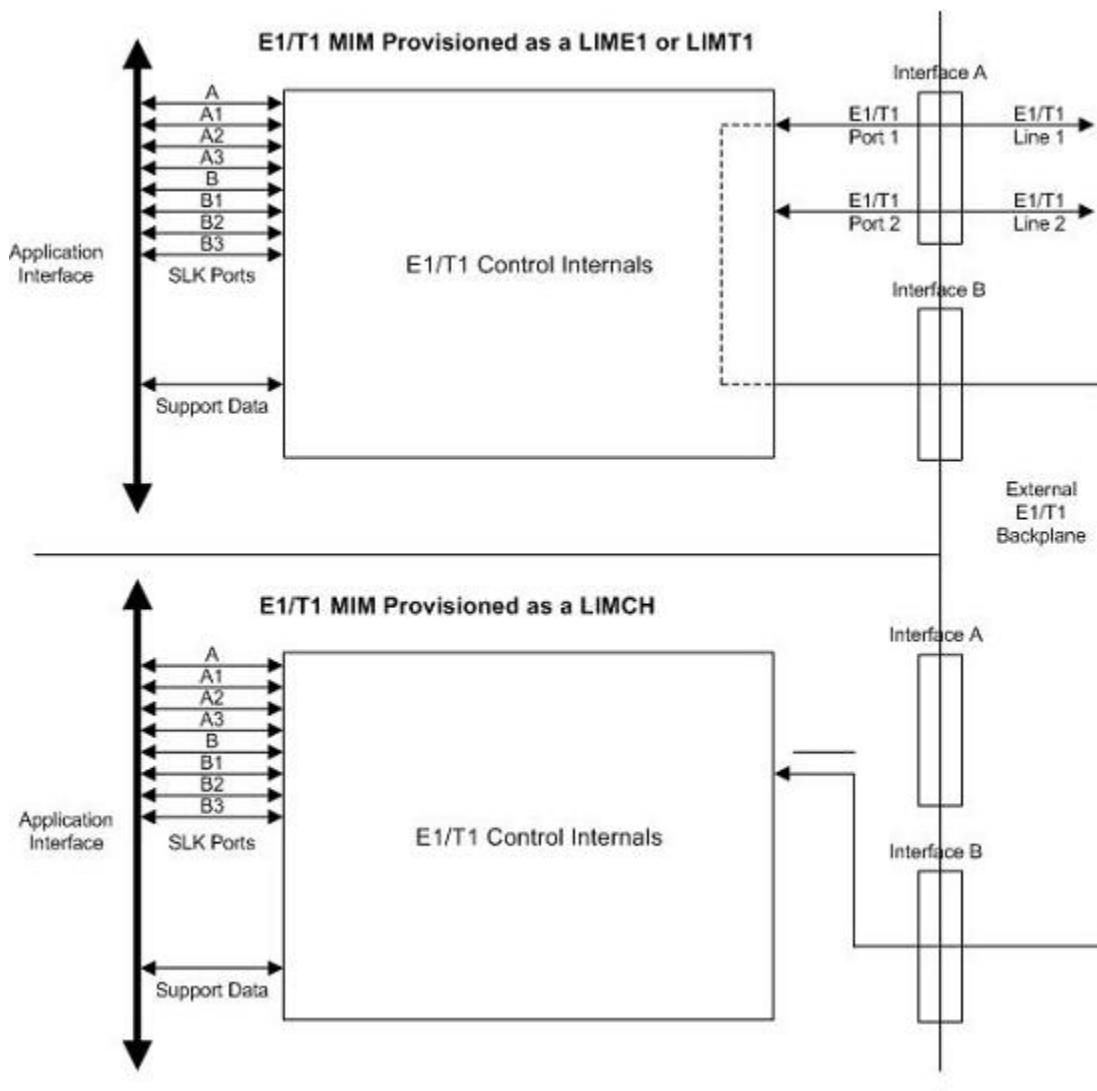 E1/T1 MIM Provisioned as a LIME1 or LIMT1
Interface A
A
A1
A2
A3
B
B1
B2
B3
SLK Ports
Application
Interface
Support Data
E1/T1 Control Internals
E1/T1
Port 1
E1/T1
Line 1
E1/T1
Port 2
E1/T1
Line 2
Interface B
External
E1/T1
Backplane
E1/T1 MIM Provisioned as a LIMCH
Interface A
A
A1
A2
A3
B
B1
B2
B3
SLK Ports
Application
Interface
Support Data
E1/T1 Control Internals
Interface B